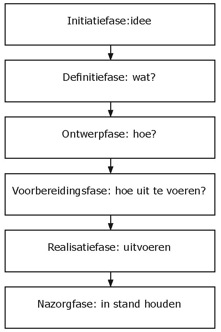 Initiatiefase:idee
Definitiefase: wat?
Ontwerpfase: hoe?
Voorbereidingsfase: hoe uit te voeren?
Realisatiefase: uitvoeren
Nazorgfase: in stand houden